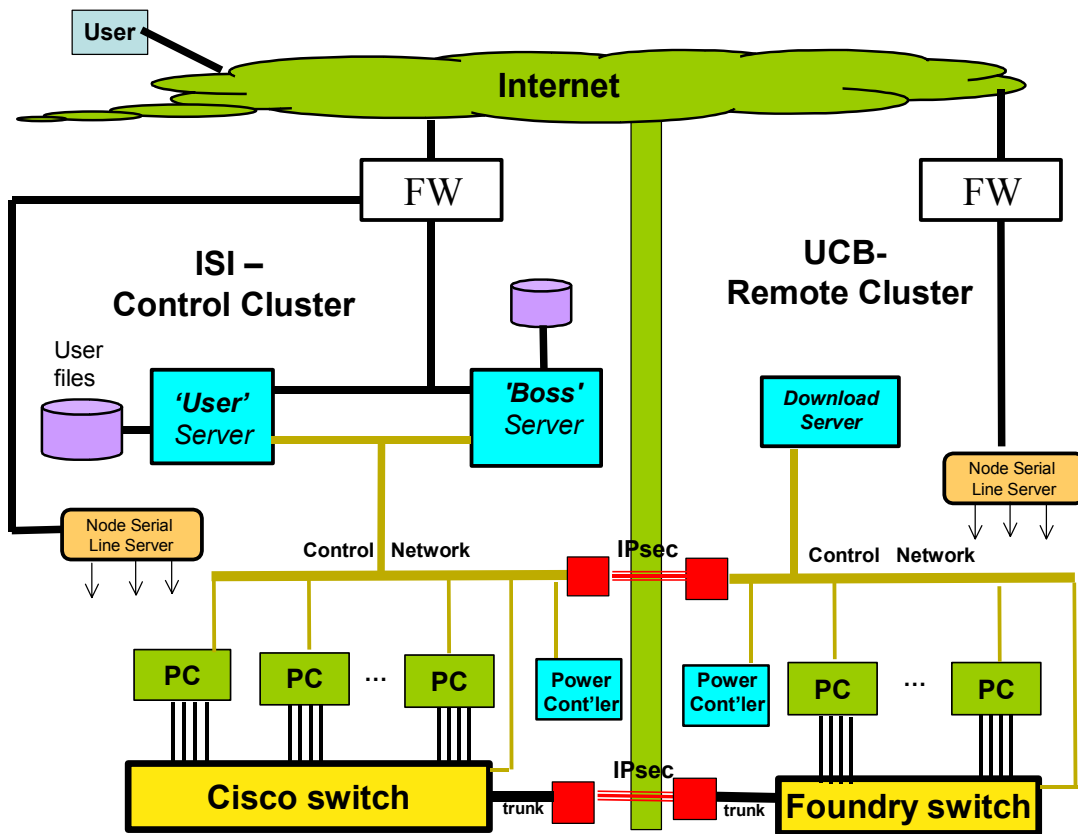 User
Internet
FW
FW
ISI –
Control Cluster
UCB-
Remote Cluster
User
files
‘User’
Server
'Boss'
Server
Download
Server
Node Serial
Line Server
Node Serial
Line Server
Control Network
IPsec
Control Network
PC
PC
...
PC
Power
Cont’ler
Power
Cont’ler
PC
...
PC
Cisco switch
trunk
IPsec
trunk
Foundry switch